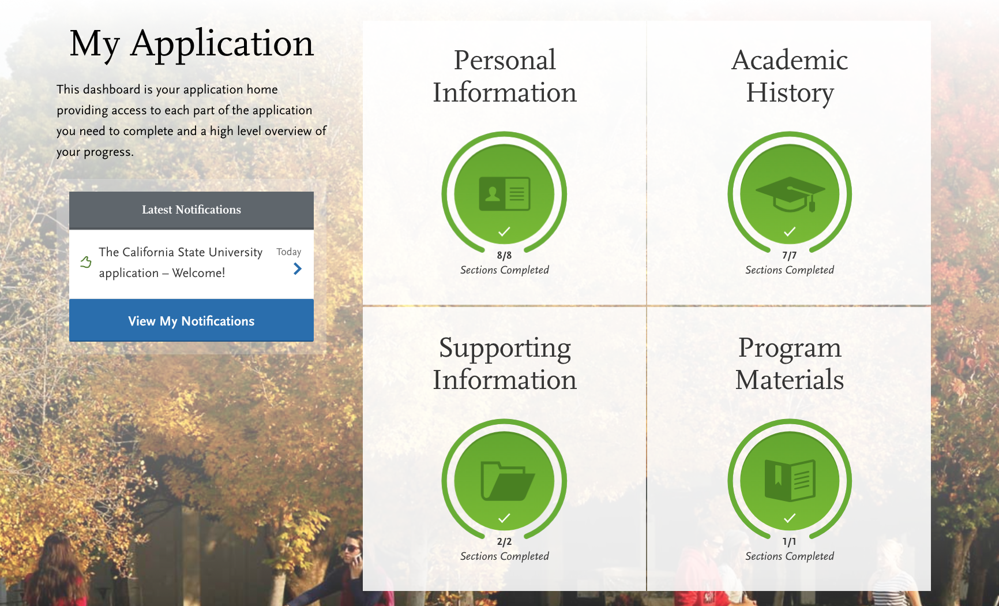 My Application
This dashboard is your application home
providing access to each part of the application
you need to complete and a high level overview of
your progress.
Latest Notifications
The California State University
application – Welcome!
Today
View My Notifications
Personal
Information
8/8
Sections Completed
Academic
History
7/7
Sections Completed
Supporting
Information
2/2
Sections Completed
Program
Materials
1/1
Sections Completed